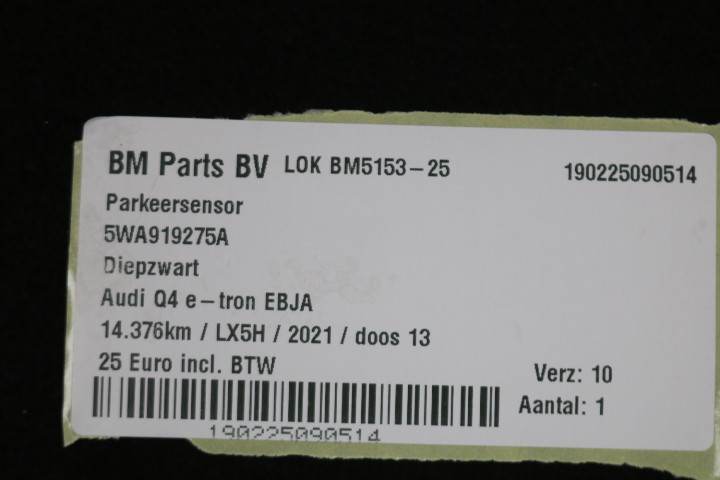 BM Parts BV LOK BM5153-25 190225090514
Parkeersensor
5WA919275A
Diepzwart
Audi Q4 e-tron EBJA
14.376km / LX5H / 2021 / doos 13
25 Euro incl. BTW
Verz: 10
Aantal: 1
190225090514